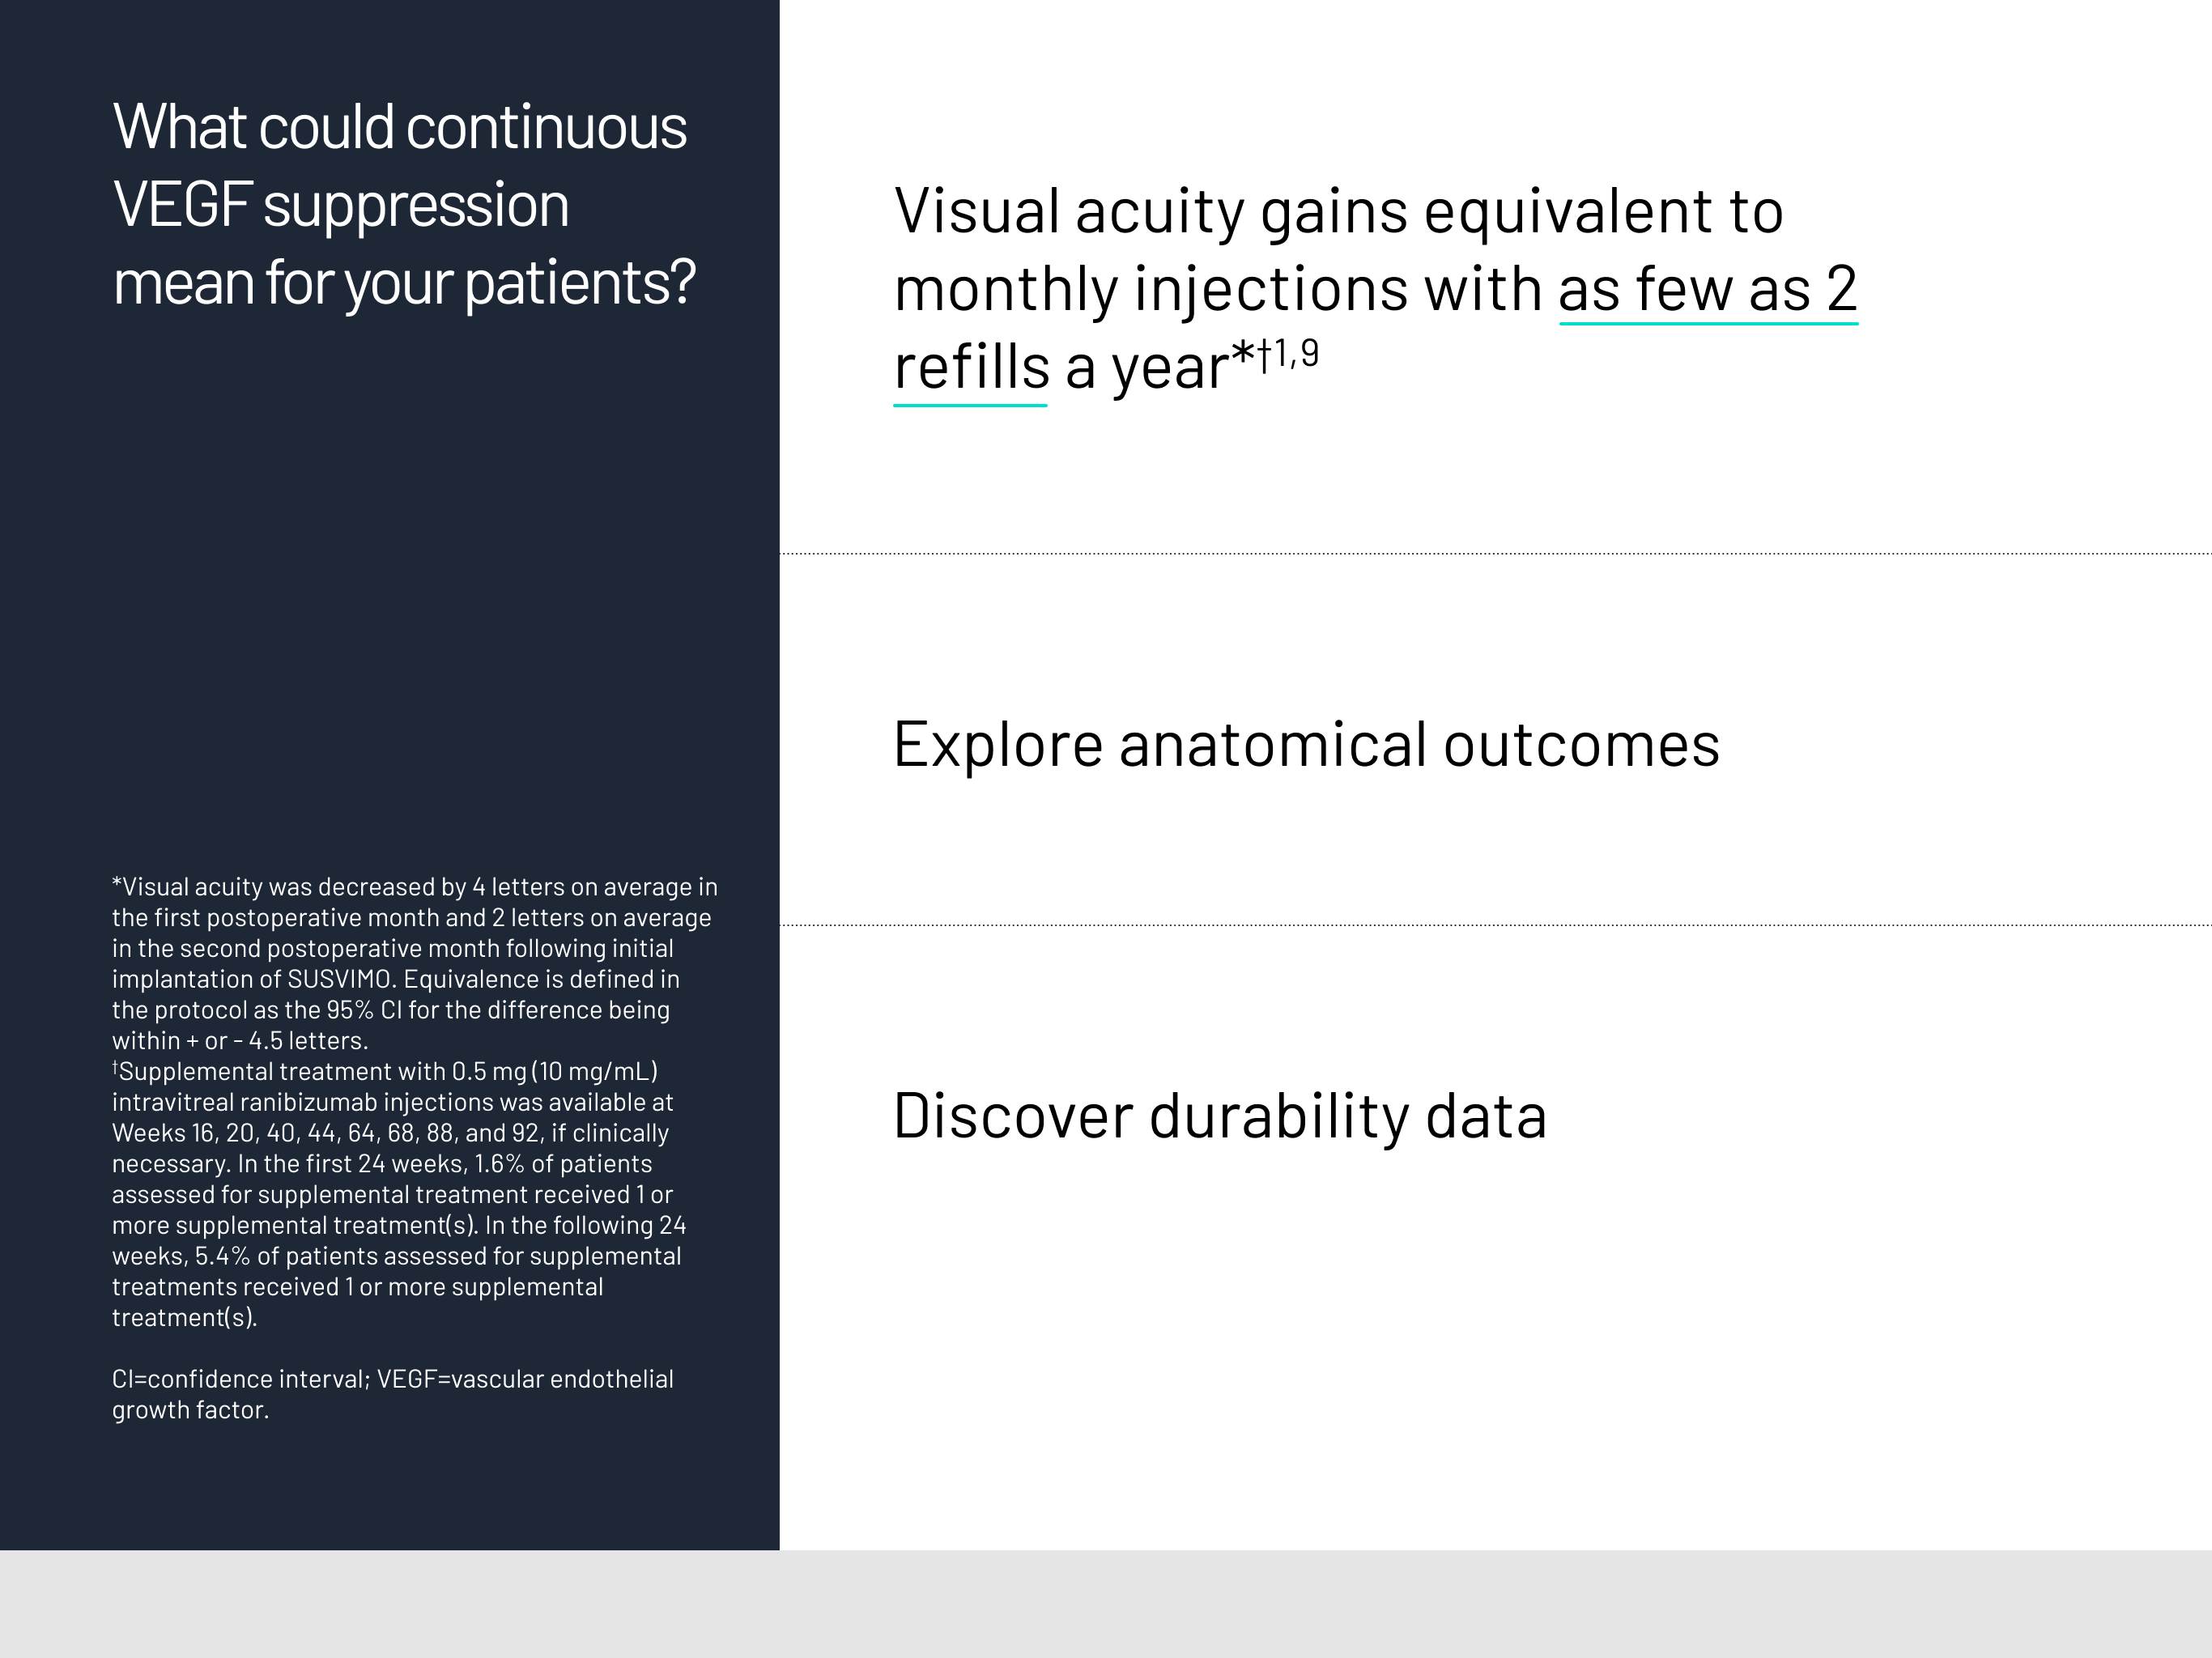 What could continuous
VEGF suppression
mean for your patients?
*Visual acuity was decreased by 4 letters on average in
the first postoperative month and 2 letters on average
in the second postoperative month following initial
implantation of SUSVIMO. Equivalence is defined in
the protocol as the 95% CI for the difference being
within + or - 4.5 letters.
†Supplemental treatment with 0.5 mg (10 mg/mL)
intravitreal ranibizumab injections was available at
Weeks 16, 20, 40, 44, 64, 68, 88, and 92, if clinically
necessary. In the first 24 weeks, 1.6% of patients
assessed for supplemental treatment received 1 or
more supplemental treatment(s). In the following 24
weeks, 5.4% of patients assessed for supplemental
treatments received 1 or more supplemental
treatment(s).
CI=confidence interval; VEGF=vascular endothelial
growth factor.
Visual acuity gains equivalent to
monthly injections with as few as 2
refills a year*†1,9
Explore anatomical outcomes
Discover durability data